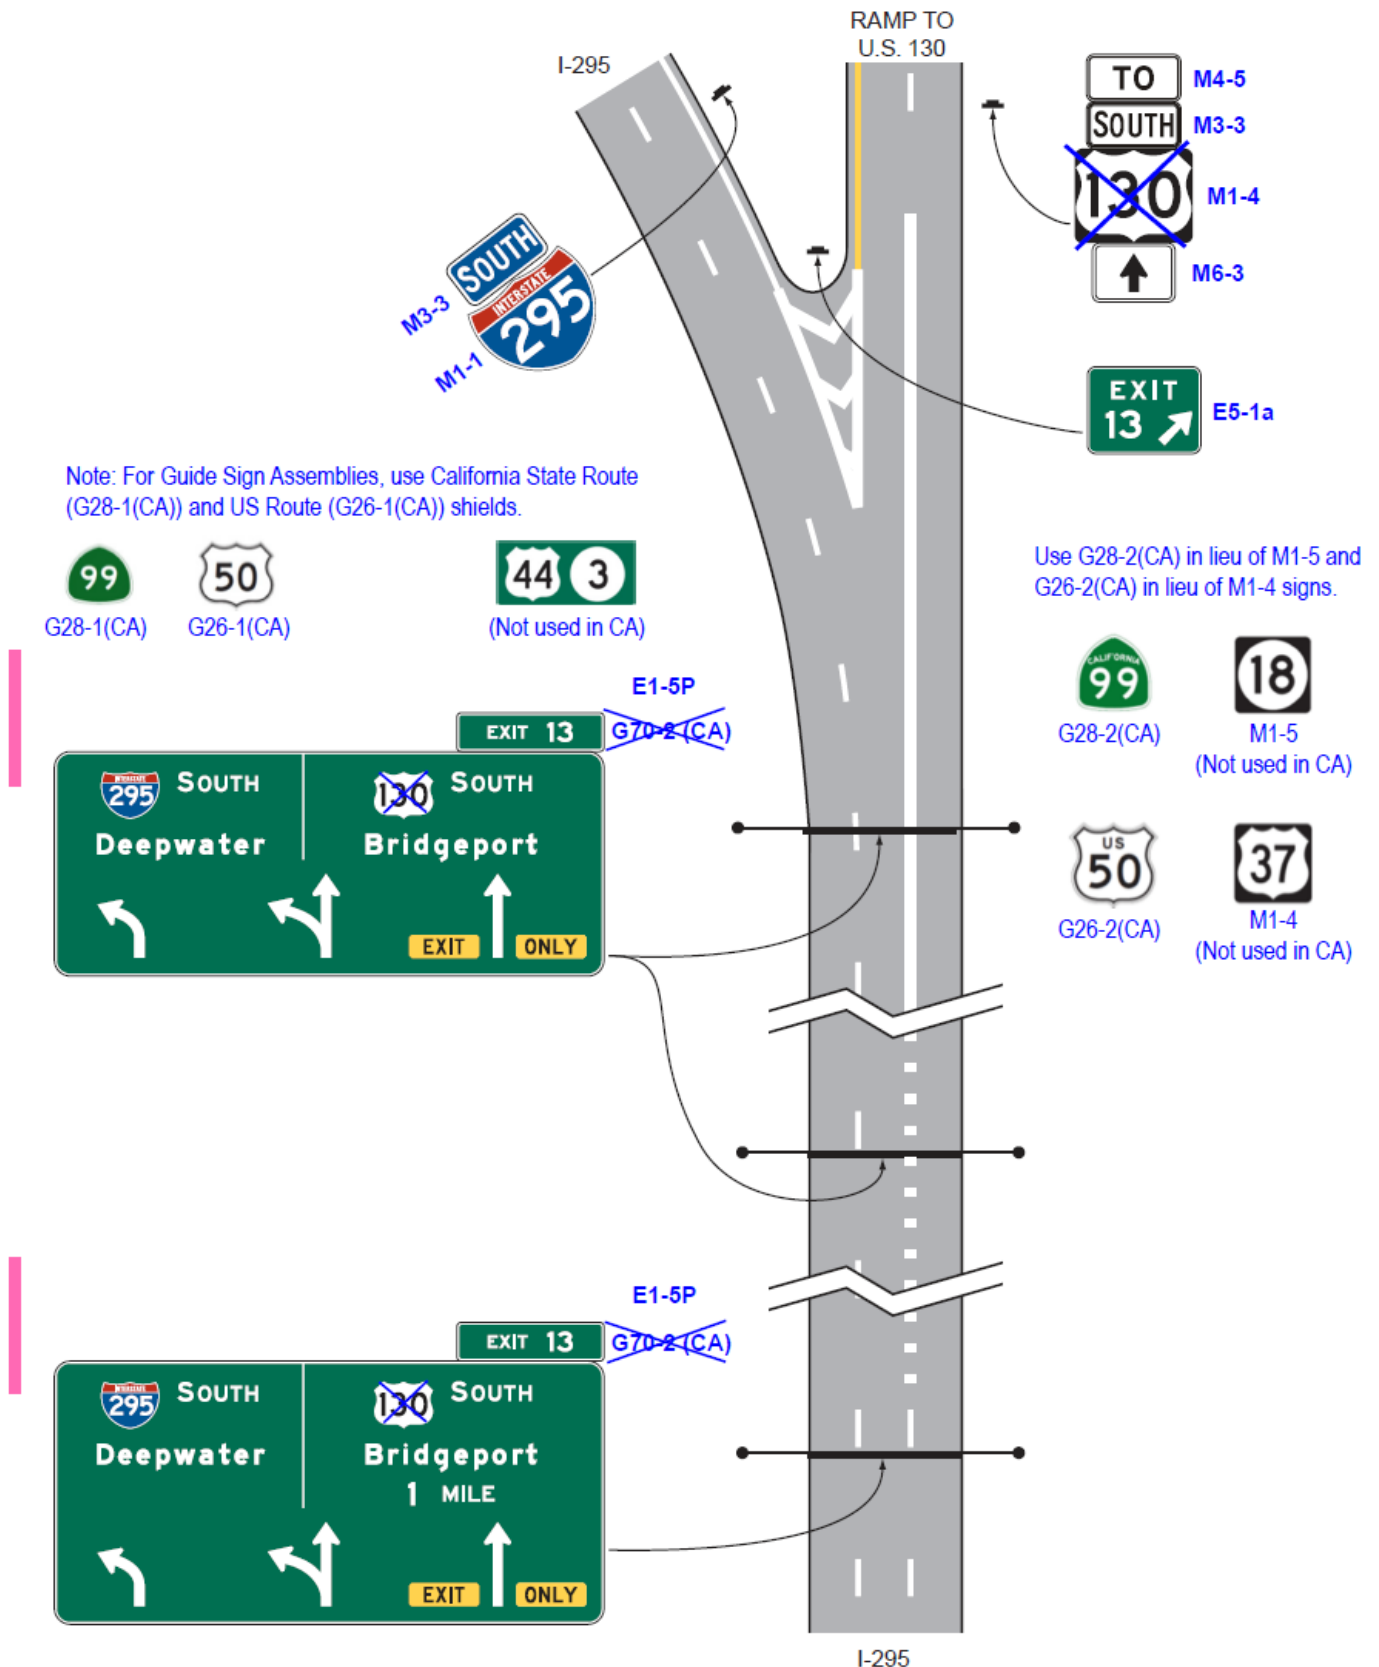 RAMP TO
U.S. 130
I-295
TO
M4-5
SOUTH
M3-3
130
M1-4
M6-3
SOUTH
INTERSTATE
295
M3-3
M1-1
EXIT
13
E5-1a
Note: For Guide Sign Assemblies, use California State Route
(G28-1(CA)) and US Route (G26-1(CA)) shields.
99
50
44
3
G28-1(CA)
G26-1(CA)
(Not used in CA)
Use G28-2(CA) in lieu of M1-5 and
G26-2(CA) in lieu of M1-4 signs.
CALIFORNIA
99
18
G28-2(CA)
M1-5
(Not used in CA)
US
50
37
G26-2(CA)
M1-4
(Not used in CA)
E1-5P
EXIT 13
G70-2 (CA)
INTERSTATE
295
SOUTH
130
SOUTH
Deepwater
Bridgeport
EXIT
ONLY
E1-5P
EXIT 13
G70-2 (CA)
INTERSTATE
295
SOUTH
130
SOUTH
Deepwater
Bridgeport
1 MILE
EXIT
ONLY
I-295